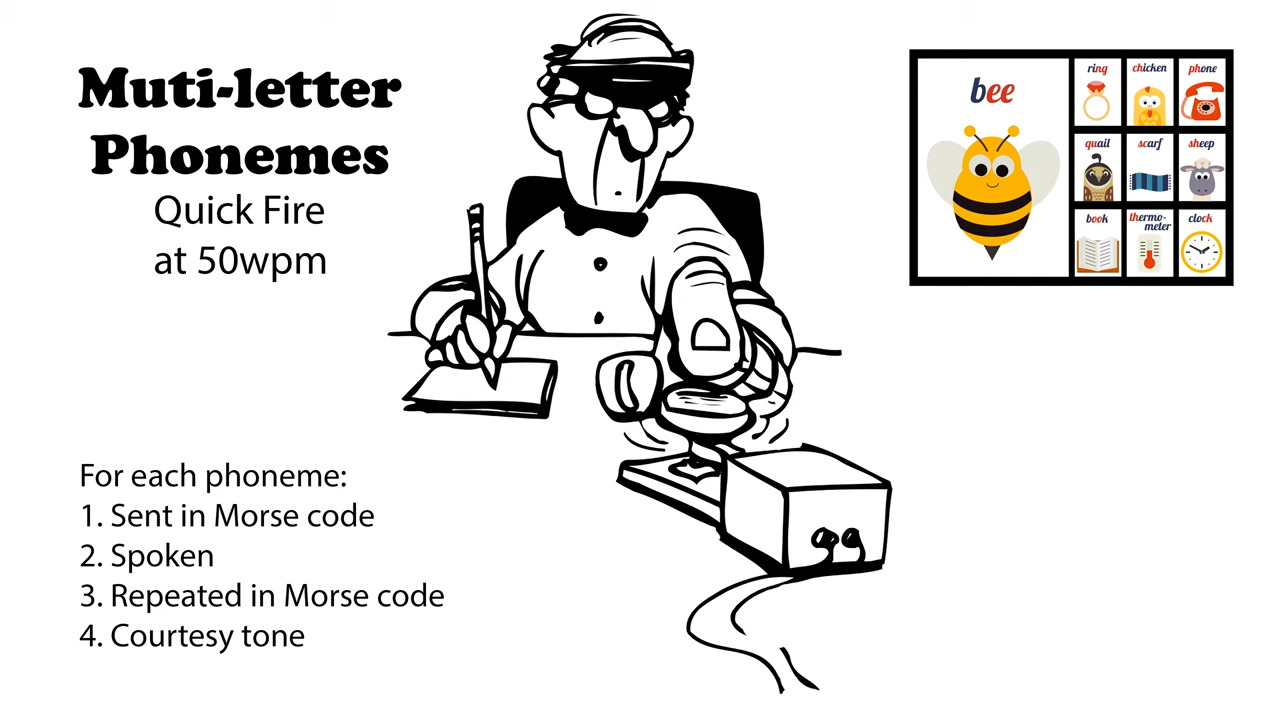 Muti-letter
Phonemes
Quick Fire
at 50wpm
bee
ring
chicken
phone
quail
scarf
sheep
book
thermo-
meter
clock
For each phoneme:
1. Sent in Morse code
2. Spoken
3. Repeated in Morse code
4. Courtesy tone